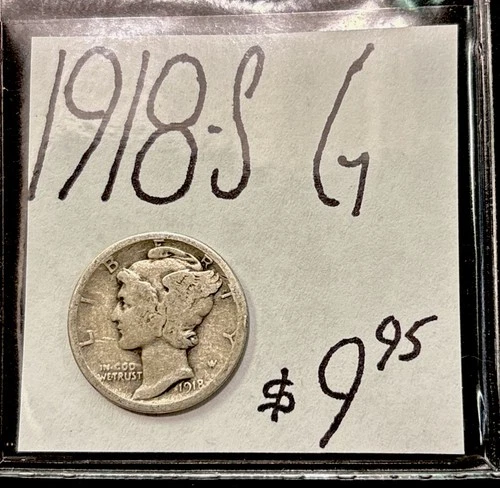 1918-S G
LIBERTY
IN GOD
WE TRUST
1918
$9.95